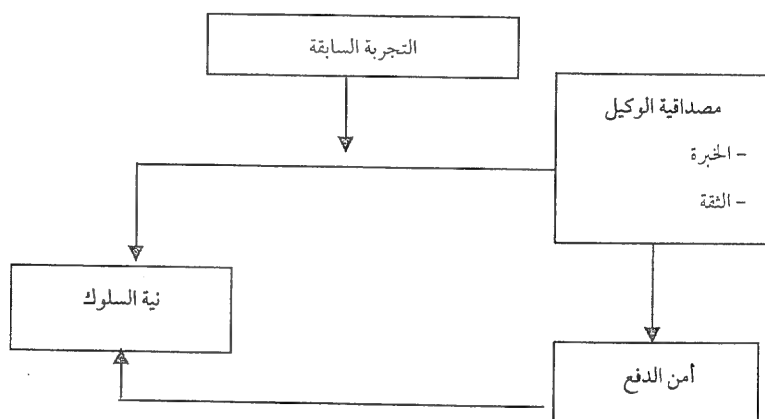 التجربة السابقة
مصداقية الوكيل
- الخبرة
- الثقة
نية السلوك
أمن الدفع